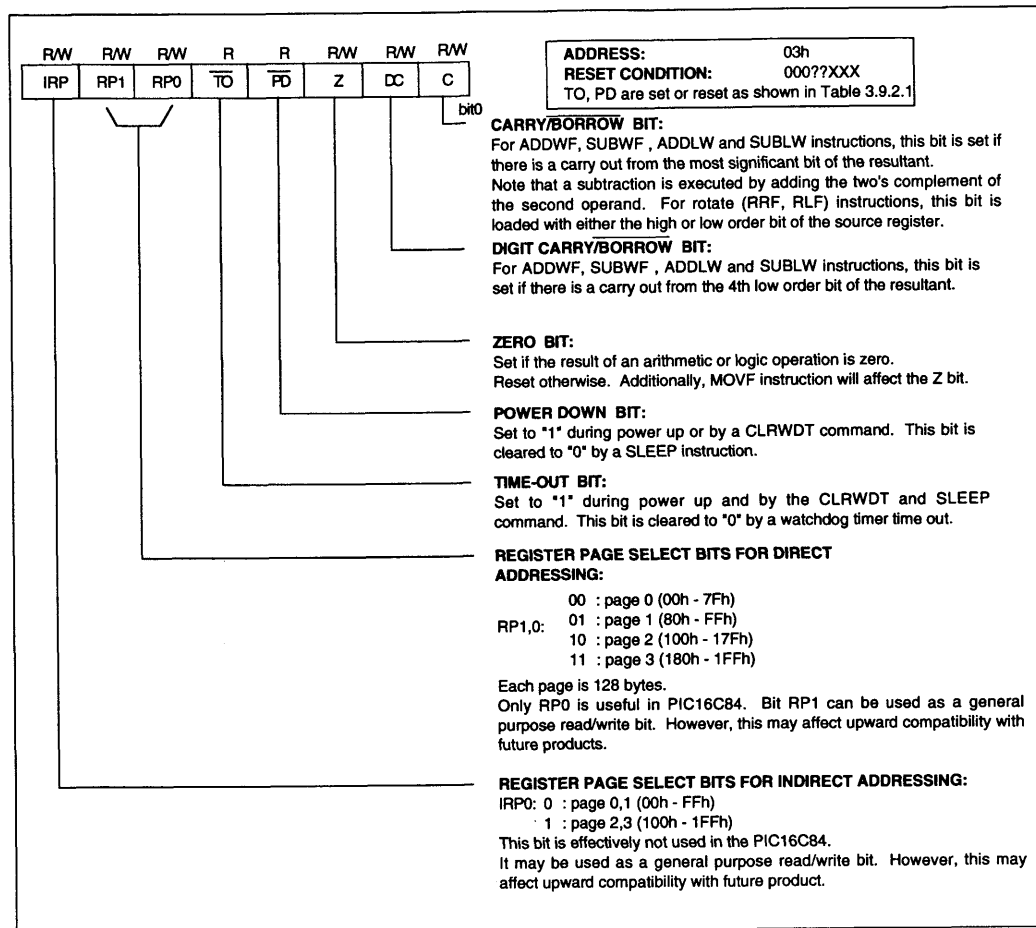 R/W R/W R/W R R R/W R/W R/W
IRP RP1 RP0 TO PD Z DC C
bit0
ADDRESS: 03h
RESET CONDITION: 000??XXX
TO, PD are set or reset as shown in Table 3.9.2.1
CARRY/BORROW BIT:
For ADDWF, SUBWF , ADDLW and SUBLW instructions, this bit is set if
there is a carry out from the most significant bit of the resultant.
Note that a subtraction is executed by adding the two's complement of
the second operand. For rotate (RRF, RLF) instructions, this bit is
loaded with either the high or low order bit of the source register.
DIGIT CARRY/BORROW BIT:
For ADDWF, SUBWF , ADDLW and SUBLW instructions, this bit is
set if there is a carry out from the 4th low order bit of the resultant.
ZERO BIT:
Set if the result of an arithmetic or logic operation is zero.
Reset otherwise. Additionally, MOVF instruction will affect the Z bit.
POWER DOWN BIT:
Set to "1" during power up or by a CLRWDT command. This bit is
cleared to "0" by a SLEEP instruction.
TIME-OUT BIT:
Set to "1" during power up and by the CLRWDT and SLEEP
command. This bit is cleared to "0" by a watchdog timer time out.
REGISTER PAGE SELECT BITS FOR DIRECT
ADDRESSING:
00 : page 0 (00h - 7Fh)
RP1,0: 01 : page 1 (80h - FFh)
10 : page 2 (100h - 17Fh)
11 : page 3 (180h - 1FFh)
Each page is 128 bytes.
Only RP0 is useful in PIC16C84. Bit RP1 can be used as a general
purpose read/write bit. However, this may affect upward compatibility with
future products.
REGISTER PAGE SELECT BITS FOR INDIRECT ADDRESSING:
IRP0: 0 : page 0,1 (00h - FFh)
1 : page 2,3 (100h - 1FFh)
This bit is effectively not used in the PIC16C84.
It may be used as a general purpose read/write bit. However, this may
affect upward compatibility with future product.